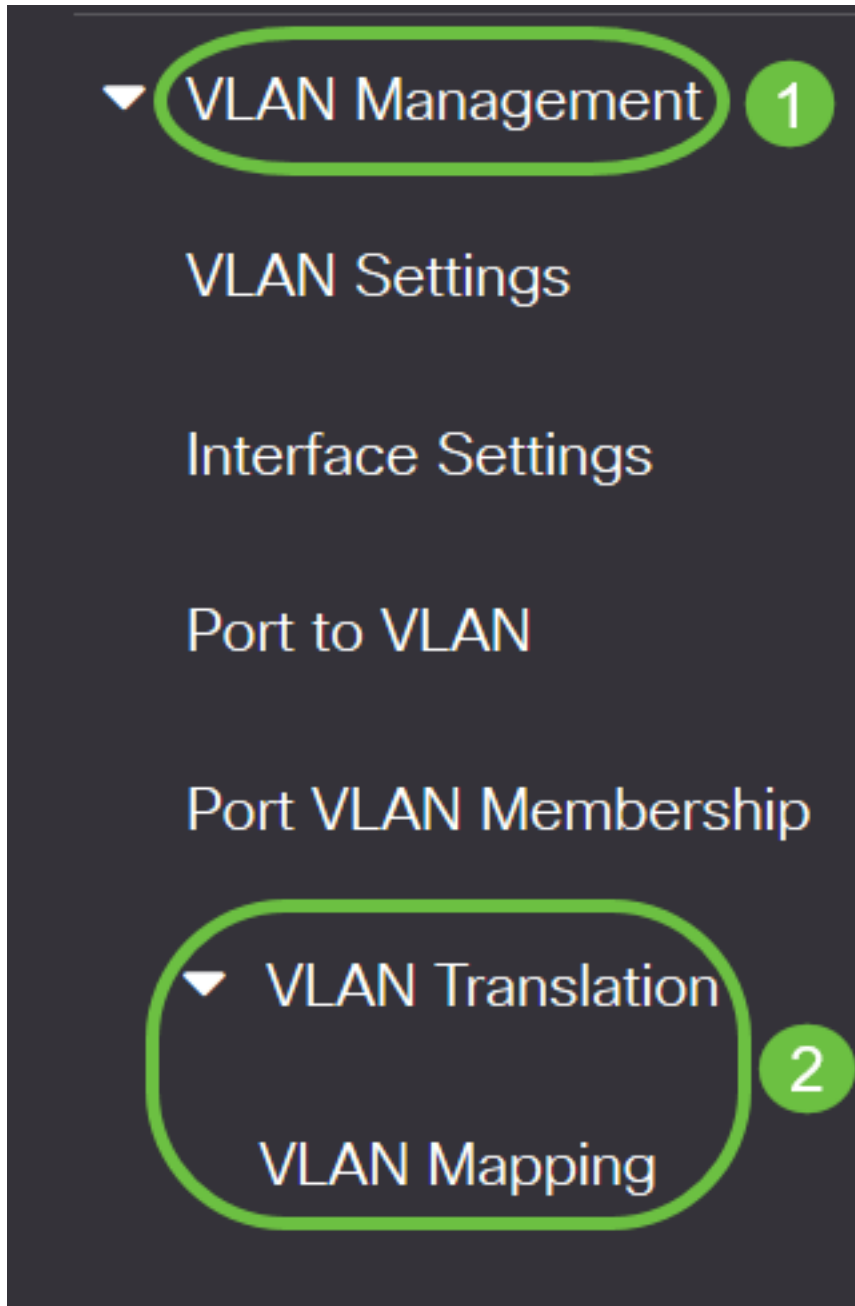 VLAN Management 1
VLAN Settings
Interface Settings
Port to VLAN
Port VLAN Membership
VLAN Translation
2
VLAN Mapping